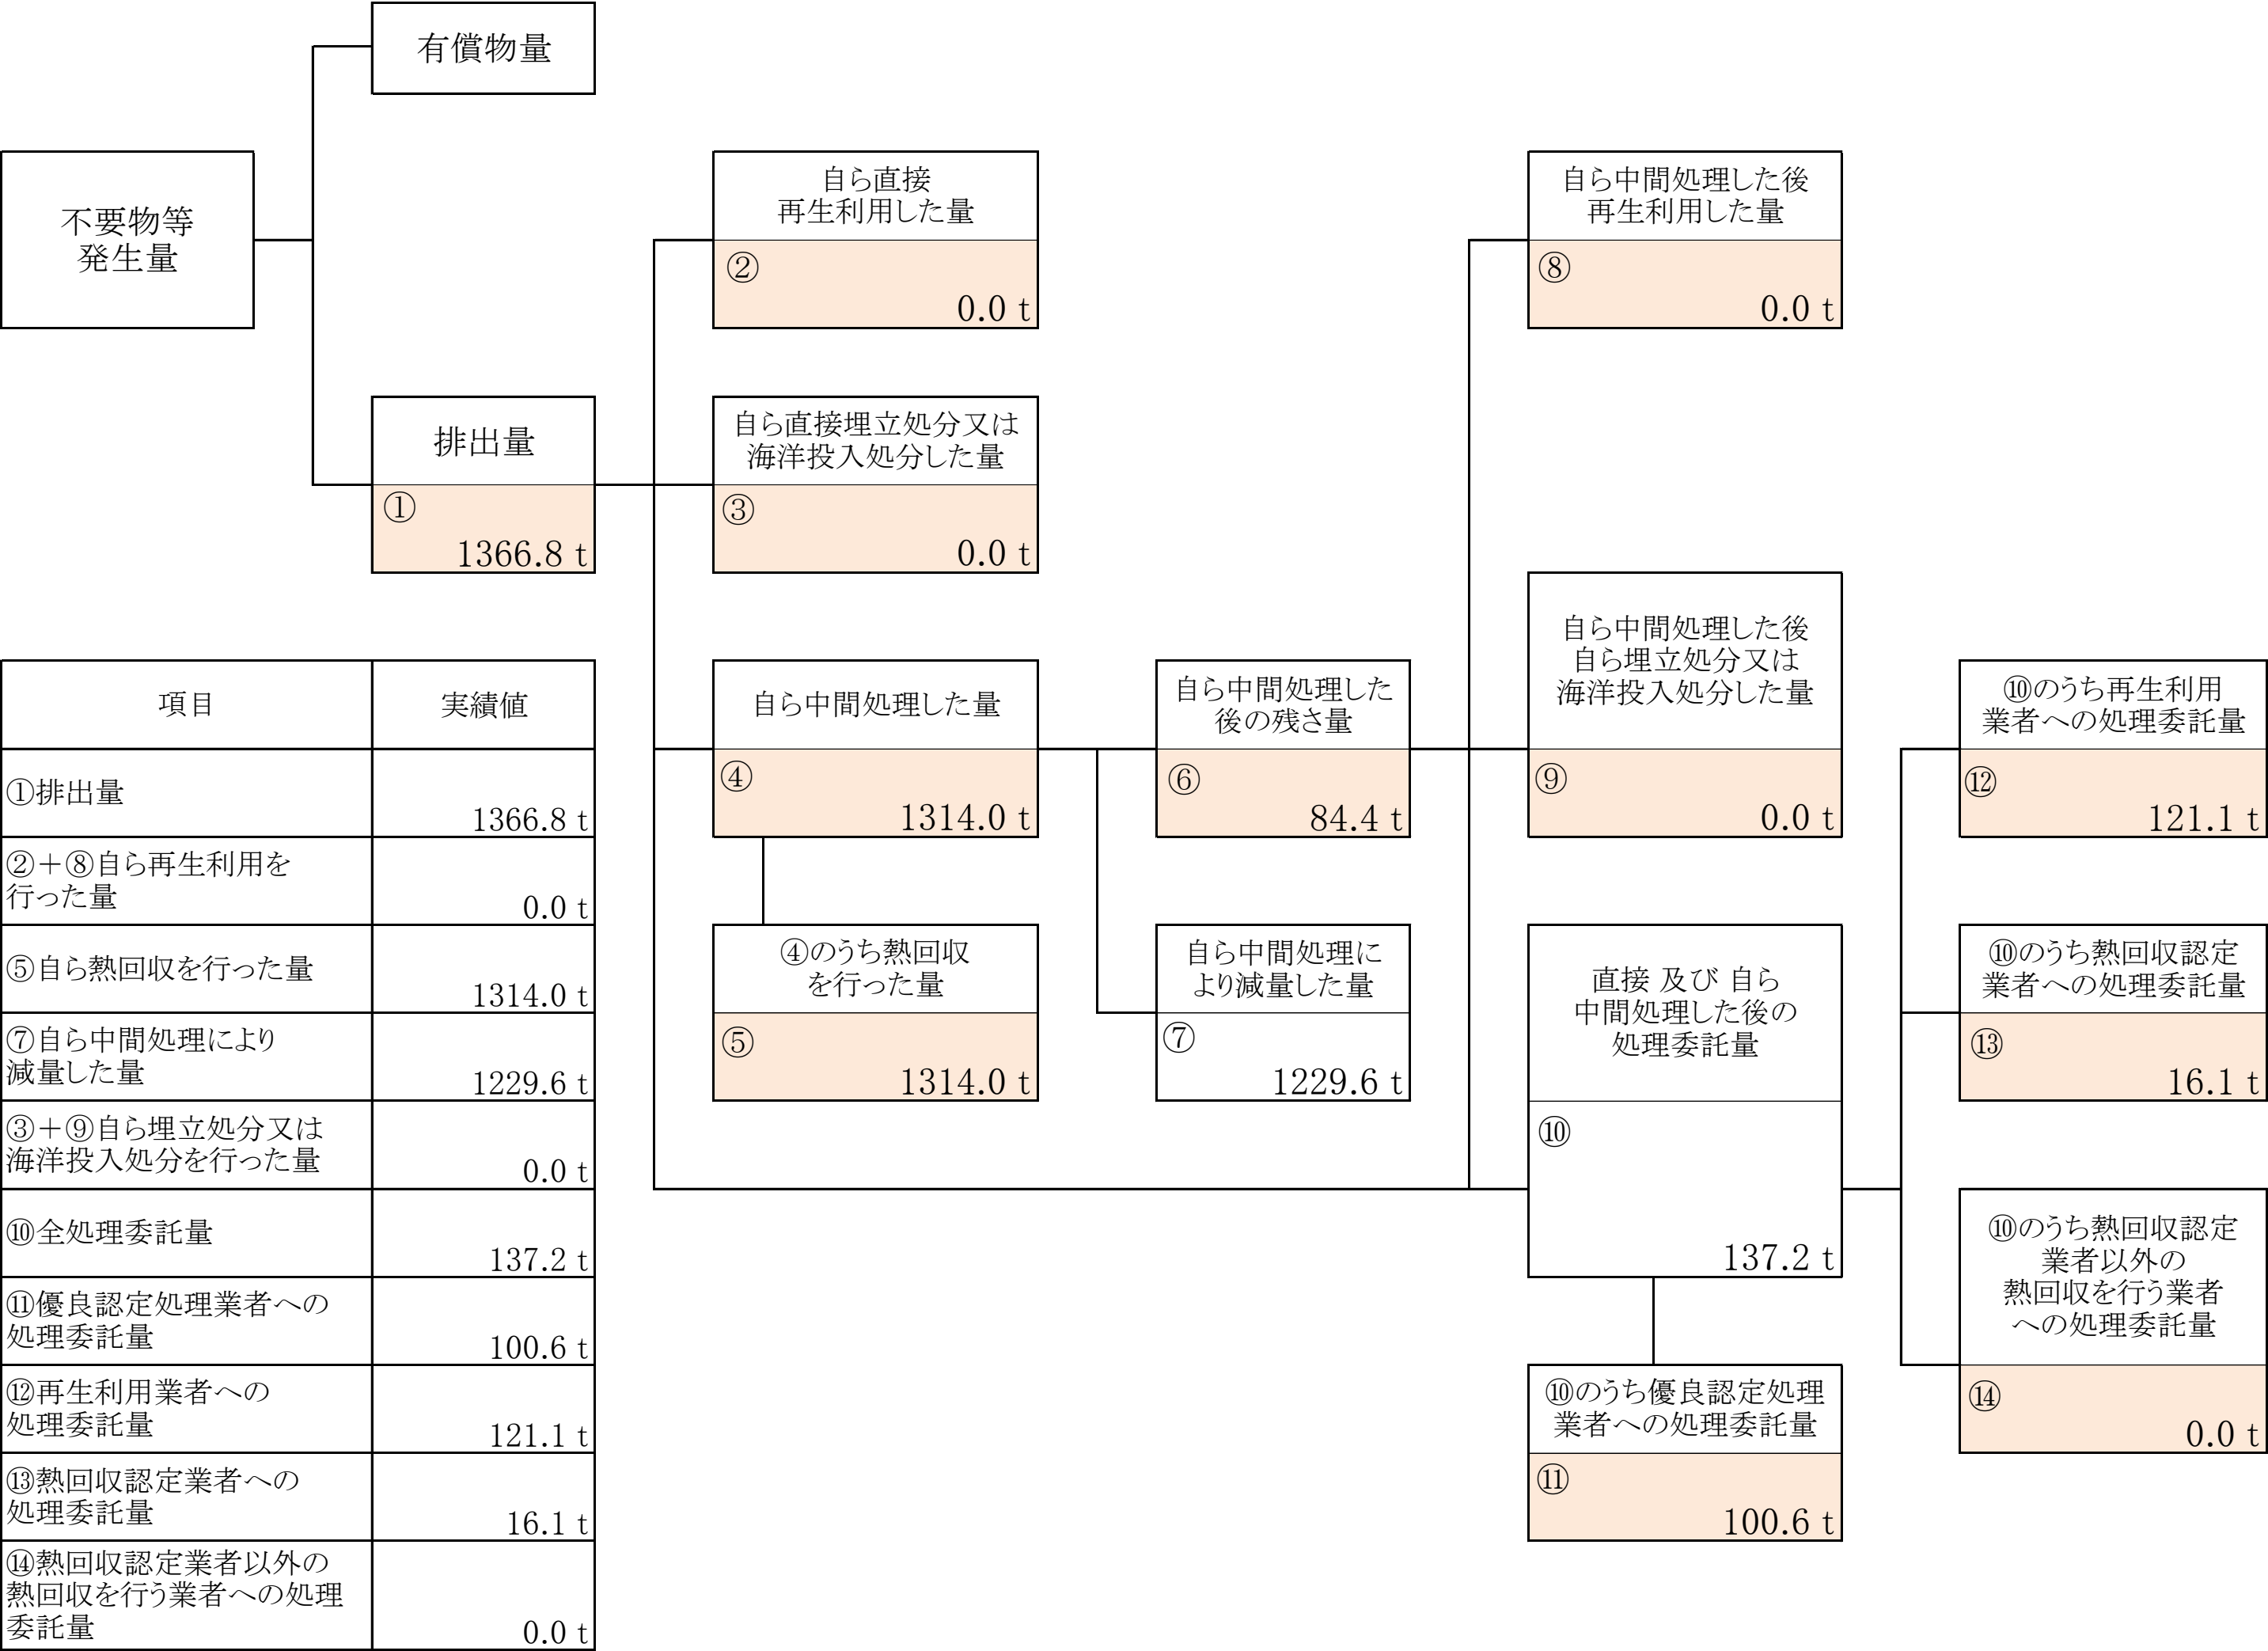 有償物量
不要物等
発生量
排出量
①
1366.8 t
自ら直接
再生利用した量
②
0.0 t
自ら直接埋立処分又は
海洋投入処分した量
③
0.0 t
自ら中間処理した量
④
1314.0 t
④のうち熱回収
を行った量
⑤
1314.0 t
自ら中間処理した
後の残さ量
⑥
84.4 t
自ら中間処理に
より減量した量
⑦
1229.6 t
自ら中間処理した後
再生利用した量
⑧
0.0 t
自ら中間処理した後
自ら埋立処分又は
海洋投入処分した量
⑨
0.0 t
直接 及び 自ら
中間処理した後の
処理委託量
⑩
137.2 t
⑩のうち優良認定処理
業者への処理委託量
⑪
100.6 t
⑩のうち再生利用
業者への処理委託量
⑫
121.1 t
⑩のうち熱回収認定
業者への処理委託量
⑬
16.1 t
⑩のうち熱回収認定
業者以外の
熱回収を行う業者
への処理委託量
⑭
0.0 t
項目
実績値
①排出量
1366.8 t
②＋⑧自ら再生利用を
行った量
0.0 t
⑤自ら熱回収を行った量
1314.0 t
⑦自ら中間処理により
減量した量
1229.6 t
③＋⑨自ら埋立処分又は
海洋投入処分を行った量
0.0 t
⑩全処理委託量
137.2 t
⑪優良認定処理業者への
処理委託量
100.6 t
⑫再生利用業者への
処理委託量
121.1 t
⑬熱回収認定業者への
処理委託量
16.1 t
⑭熱回収認定業者以外の
熱回収を行う業者への処理
委託量
0.0 t